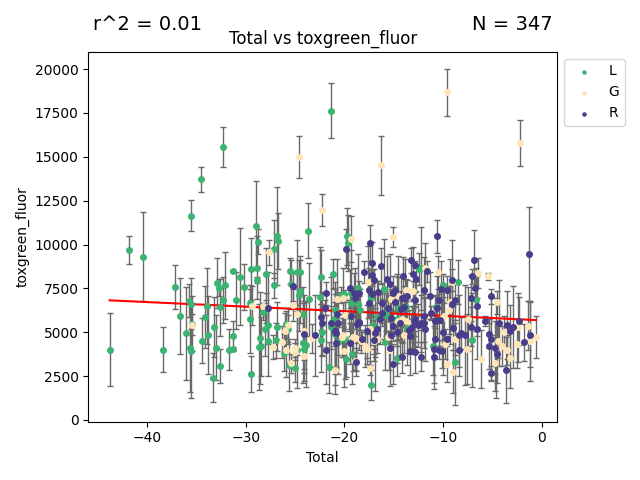 r^2 = 0.01
N = 347
Total vs toxgreen_fluor
20000
17500
15000
12500
10000
7500
5000
2500
0
toxgreen_fluor
−40
−30
−20
−10
0
Total
L
G
R